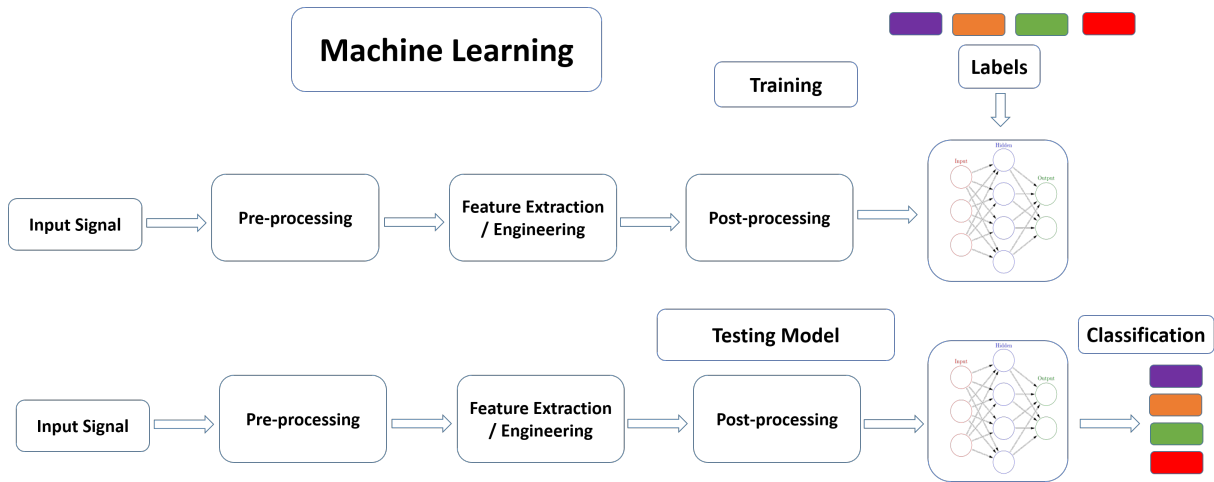 Machine Learning
Training
Labels
Input Signal
Pre-processing
Feature Extraction
/ Engineering
Post-processing
Input
Hidden
Output
Testing Model
Classification
Input Signal
Pre-processing
Feature Extraction
/ Engineering
Post-processing
Input
Hidden
Output